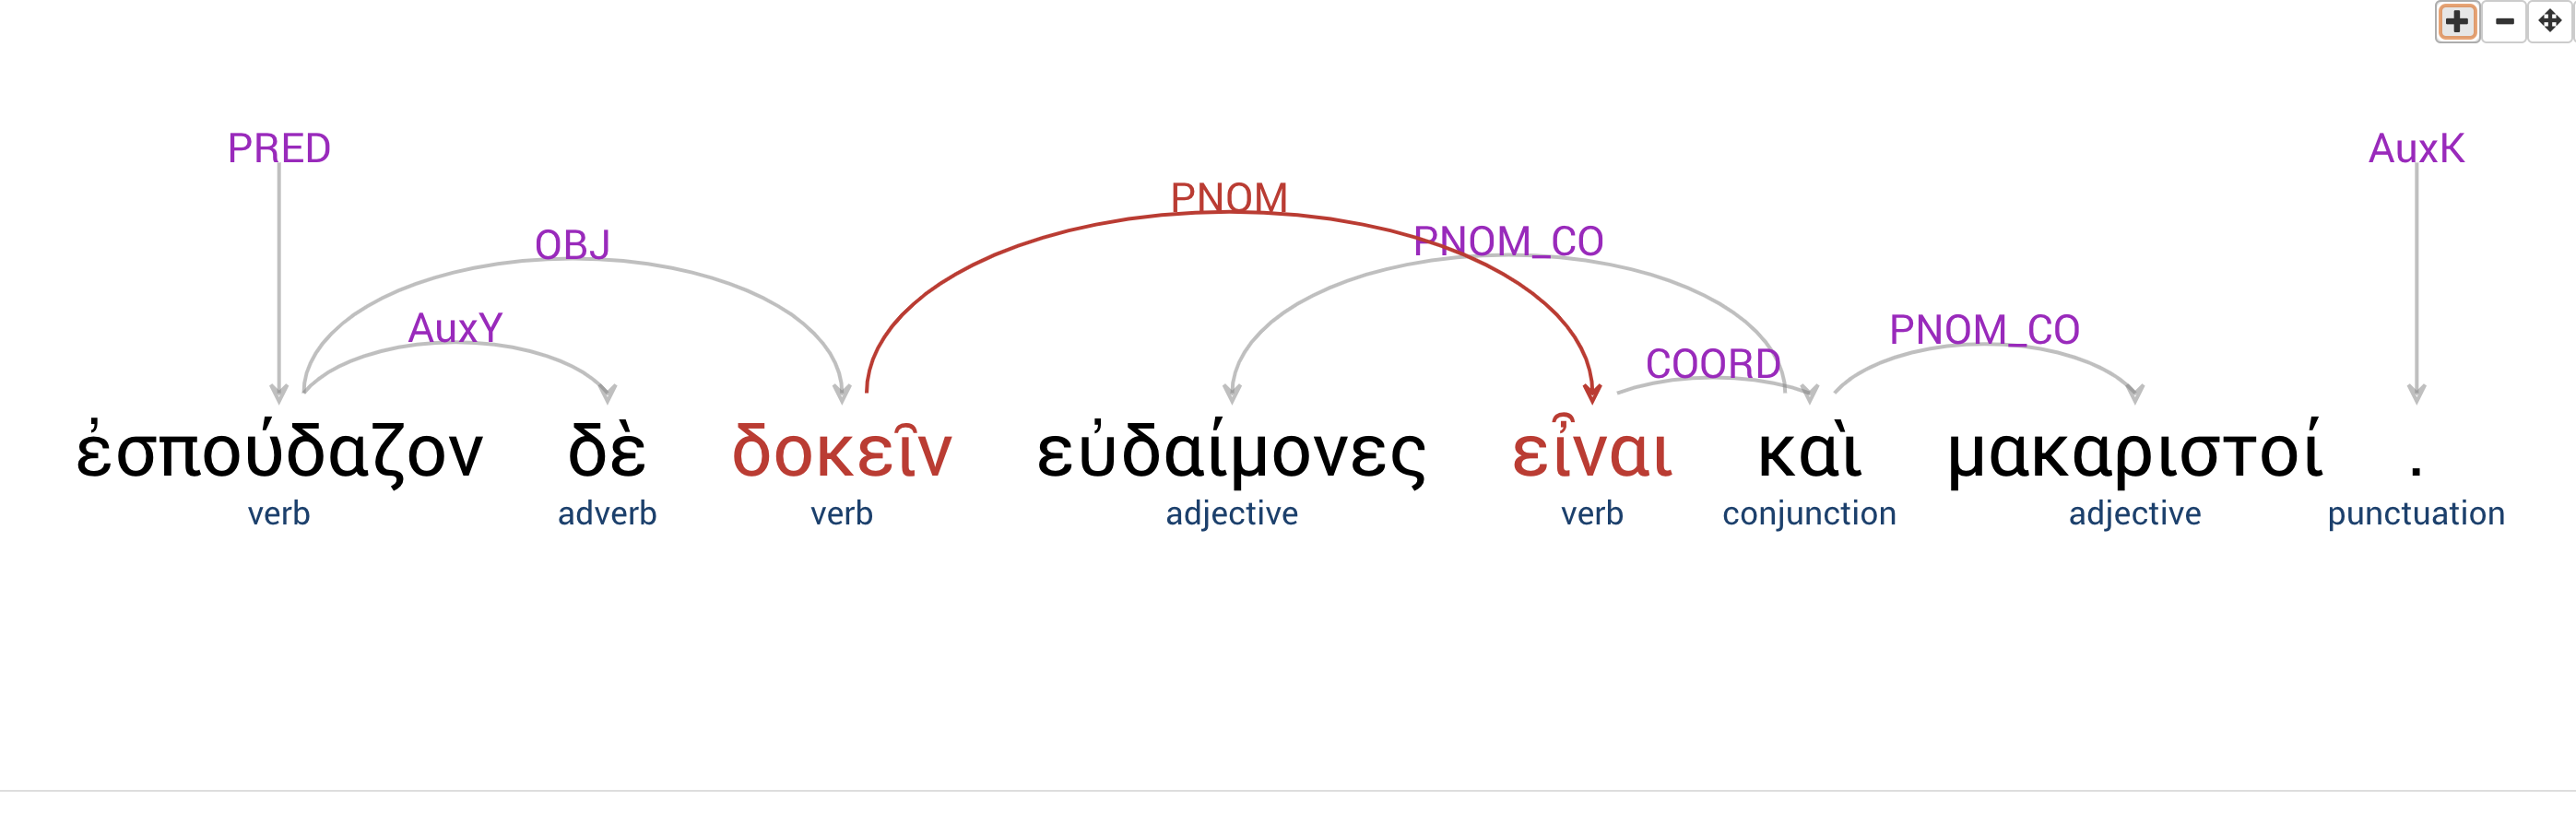 PRED AuxK
PNOM
OBJ PNOM_CO
AuxY PNOM_CO
COORD
ἐσπούδαζον δὲ δοκεῖν εὐδαίμονες εἶναι καὶ μακαριστοί .
verb adverb verb adjective verb conjunction adjective punctuation